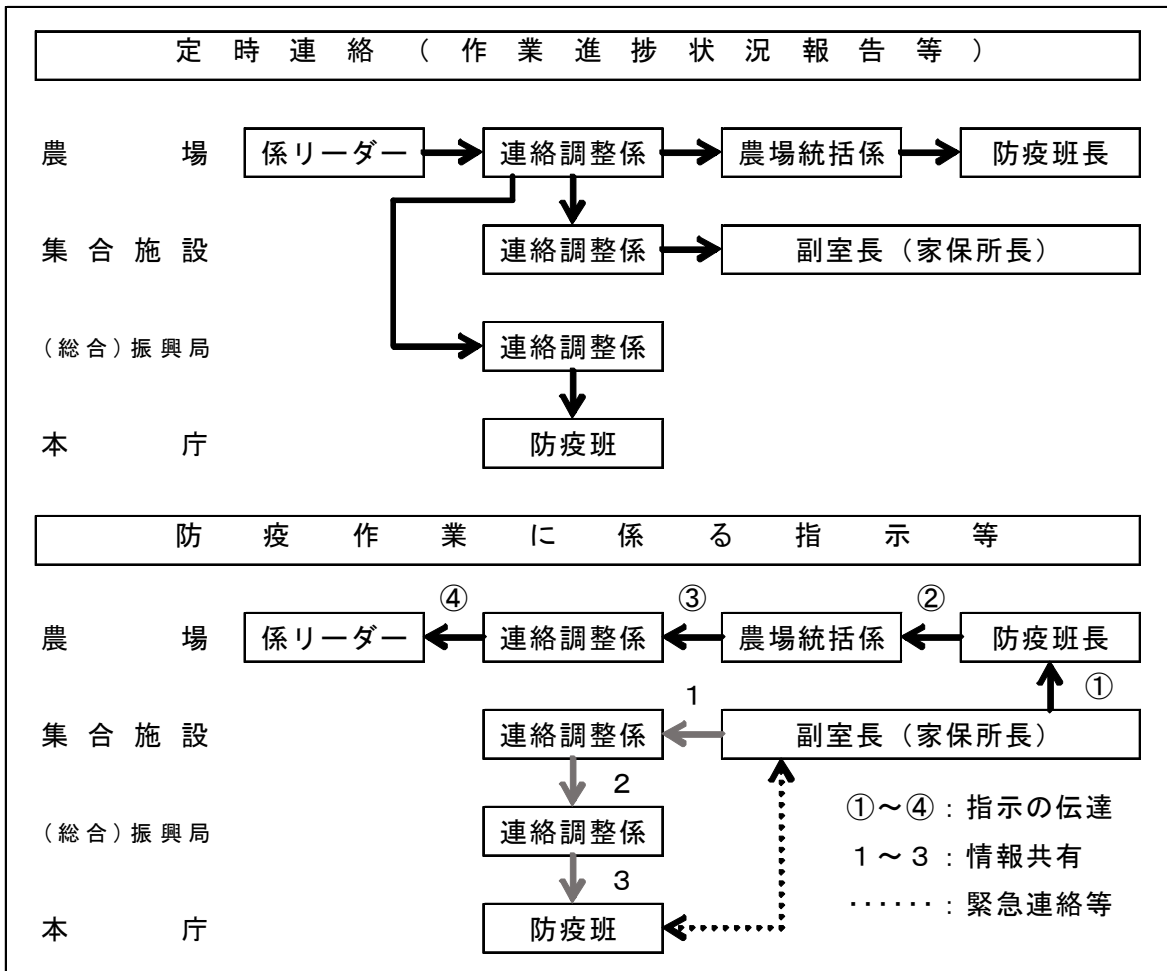 定時連絡(作業進捗状況報告等)
農場 係リーダー 連絡調整係 農場統括係 防疫班長
集合施設 連絡調整係 副室長(家保所長)
(総合)振興局 連絡調整係
本庁 防疫班
防疫作業に係る指示等
④ ③ ②
農場 係リーダー 連絡調整係 農場統括係 防疫班長
①
1
集合施設 連絡調整係 副室長(家保所長)
2
①~④:指示の伝達
(総合)振興局 連絡調整係
1~3:情報共有
3
······:緊急連絡等
本庁 防疫班